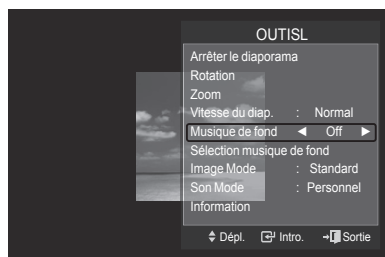 OUTISL
Arrêter le diaporama
Rotation
Zoom
Vitesse du diap. : Normal
Musique de fond ◄ Off ►
Sélection musique de fond
Image Mode : Standard
Son Mode : Personnel
Information
Dépl. Intro. Sortie